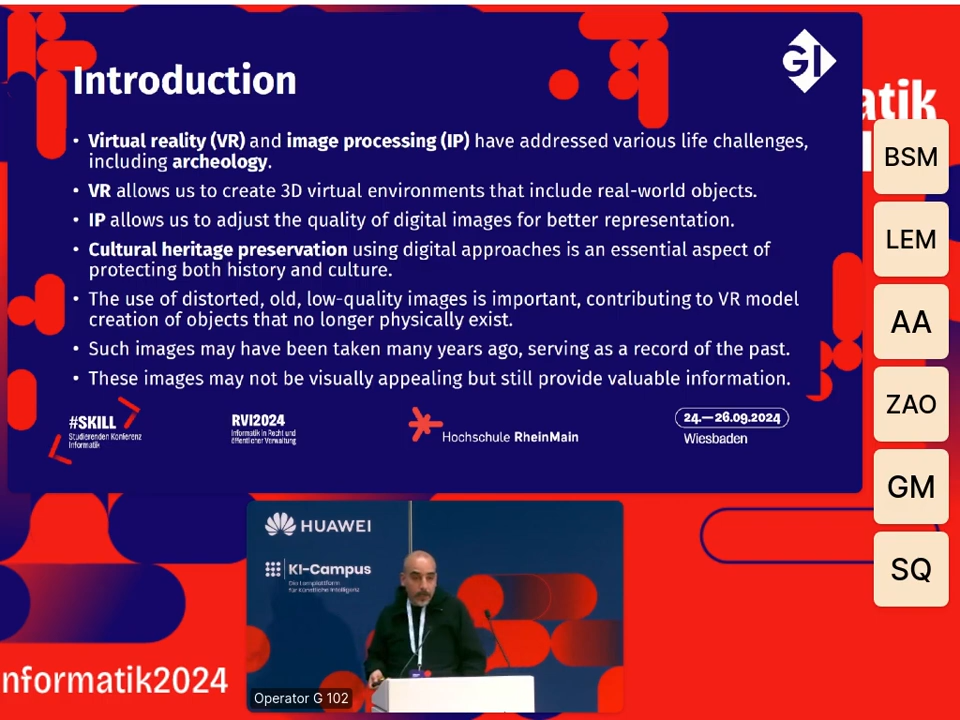 Introduction
GI
• Virtual reality (VR) and image processing (IP) have addressed various life challenges,
including archeology.
• VR allows us to create 3D virtual environments that include real-world objects.
• IP allows us to adjust the quality of digital images for better representation.
• Cultural heritage preservation using digital approaches is an essential aspect of
protecting both history and culture.
• The use of distorted, old, low-quality images is important, contributing to VR model
creation of objects that no longer physically exist.
• Such images may have been taken many years ago, serving as a record of the past.
• These images may not be visually appealing but still provide valuable information.
#SKILL
Studierenden Konferenz
Informatik
RVI2024
Informatik in Recht und
öffentlicher Verwaltung
Hochschule RheinMain
24.—26.09.2024
Wiesbaden
atik
BSM
LEM
AA
ZAO
GM
SQ
HUAWEI
KI-Campus
Die Lernplattform
für Künstliche Intelligenz
Operator G 102
nformatik2024